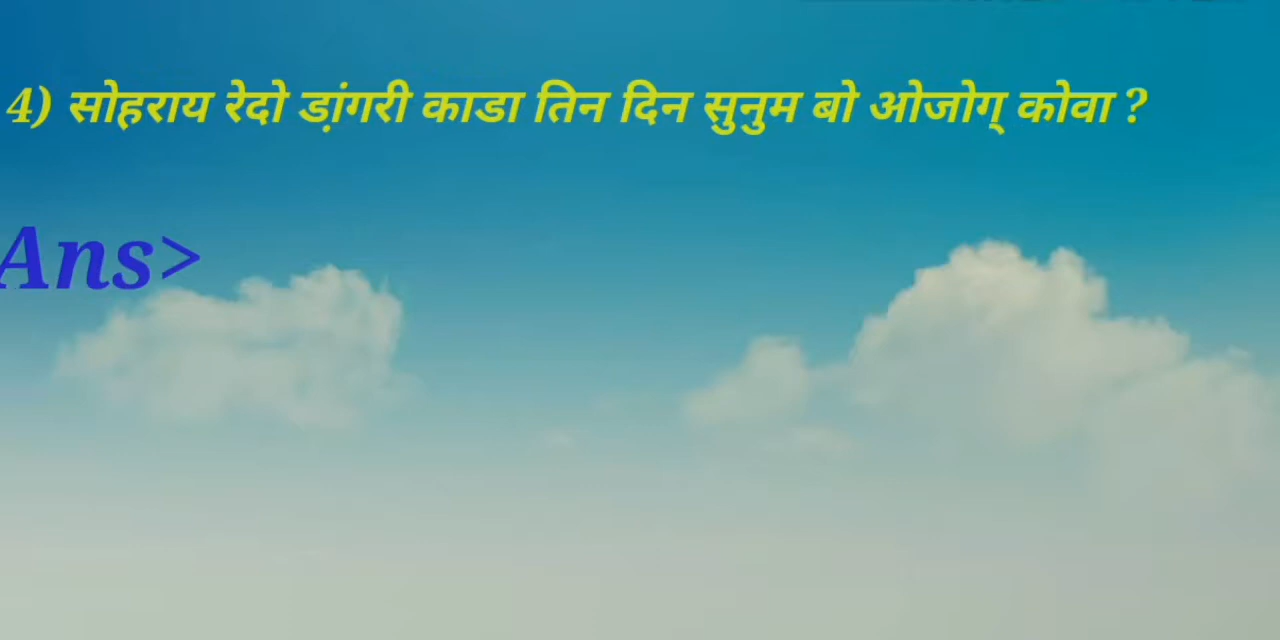 4) सोहराय रेदो डा़ंगरी काडा तिन दिन सुनुम बो ओजोग् कोवा ?
Ans>